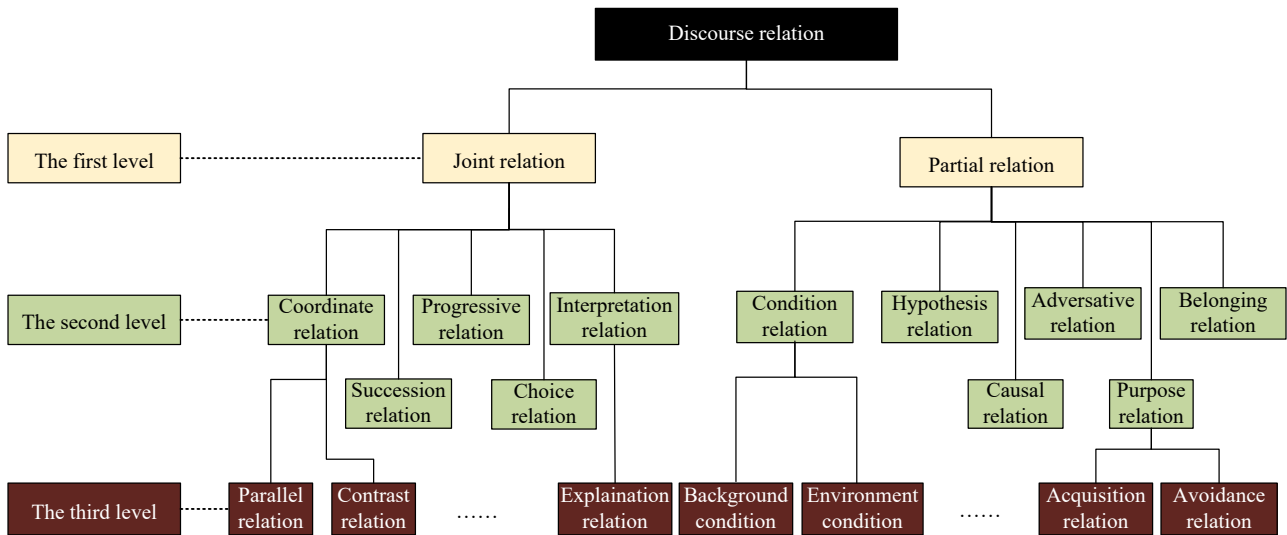 Discourse relation
The first level
Joint relation
Partial relation
The second level
Coordinate
relation
Progressive
relation
Interpretation
relation
Condition
relation
Hypothesis
relation
Adversative
relation
Belonging
relation
Succession
relation
Choice
relation
Causal
relation
Purpose
relation
The third level
Parallel
relation
Contrast
relation
……
Explaination
relation
Background
condition
Environment
condition
……
Acquisition
relation
Avoidance
relation